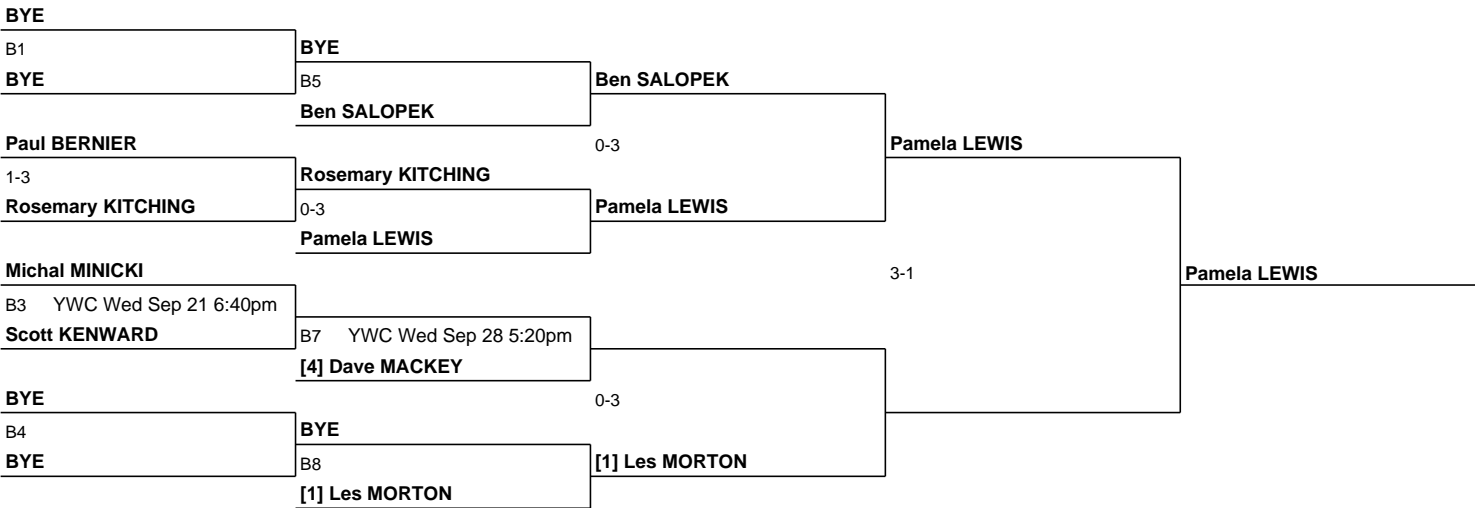 BYE
B1
BYE
BYE
B5
Ben SALOPEK
Ben SALOPEK
Paul BERNIER
0-3
Pamela LEWIS
1-3
Rosemary KITCHING
Rosemary KITCHING
0-3
Pamela LEWIS
Pamela LEWIS
Michal MINICKI
3-1
Pamela LEWIS
B3 YWC Wed Sep 21 6:40pm
Scott KENWARD
B7 YWC Wed Sep 28 5:20pm
[4] Dave MACKEY
BYE
0-3
B4
BYE
BYE
B8
[1] Les MORTON
[1] Les MORTON